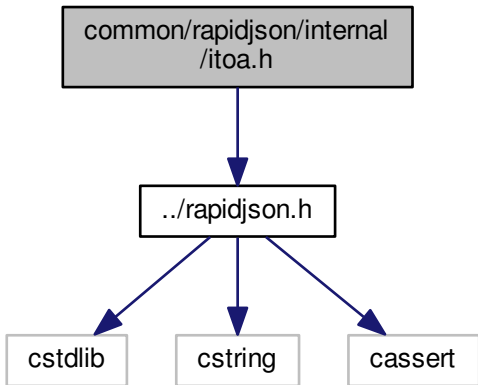 common/rapidjson/internal
/itoa.h
../rapidjson.h
cstdlib
cstring
cassert